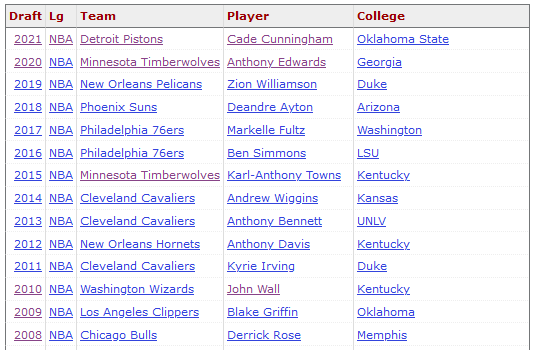 Draft Lg Team Player College
2021 NBA Detroit Pistons Cade Cunningham Oklahoma State
2020 NBA Minnesota Timberwolves Anthony Edwards Georgia
2019 NBA New Orleans Pelicans Zion Williamson Duke
2018 NBA Phoenix Suns Deandre Ayton Arizona
2017 NBA Philadelphia 76ers Markelle Fultz Washington
2016 NBA Philadelphia 76ers Ben Simmons LSU
2015 NBA Minnesota Timberwolves Karl-Anthony Towns Kentucky
2014 NBA Cleveland Cavaliers Andrew Wiggins Kansas
2013 NBA Cleveland Cavaliers Anthony Bennett UNLV
2012 NBA New Orleans Hornets Anthony Davis Kentucky
2011 NBA Cleveland Cavaliers Kyrie Irving Duke
2010 NBA Washington Wizards John Wall Kentucky
2009 NBA Los Angeles Clippers Blake Griffin Oklahoma
2008 NBA Chicago Bulls Derrick Rose Memphis